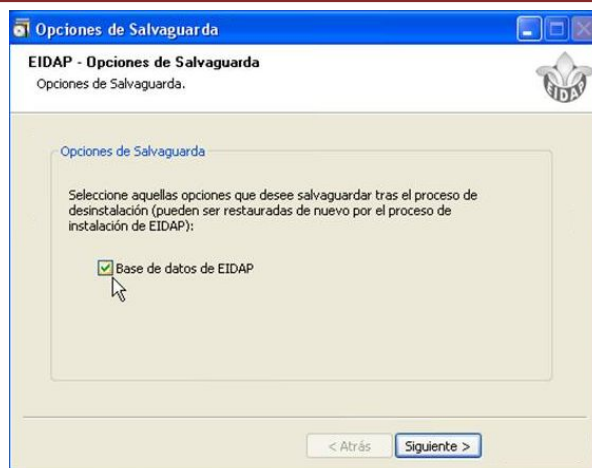 Opciones de Salvaguarda
EIDAP - Opciones de Salvaguarda
Opciones de Salvaguarda.
EIDAP
Opciones de Salvaguarda
Seleccione aquellas opciones que desee salvaguardar tras el proceso de
desinstalación (pueden ser restauradas de nuevo por el proceso de
instalación de EIDAP):
Base de datos de EIDAP
< Atrás
Siguiente >